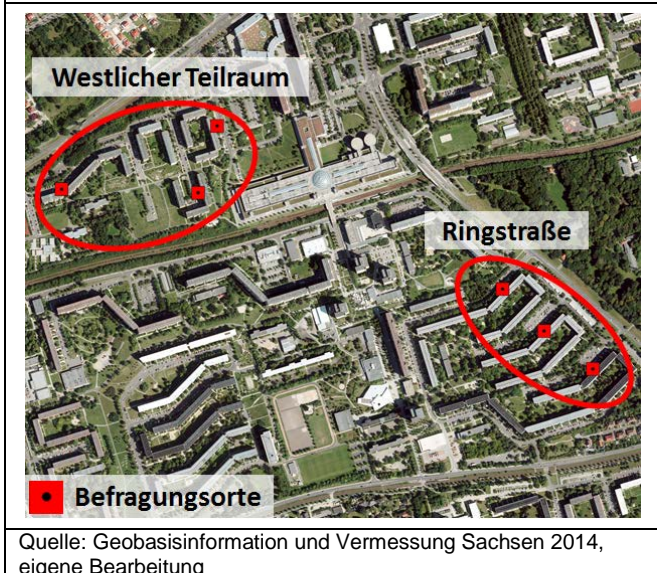 Westlicher Teilraum
Ringstraße
Befragungsorte
Quelle: Geobasisinformation und Vermessung Sachsen 2014,
eigene Bearbeitung